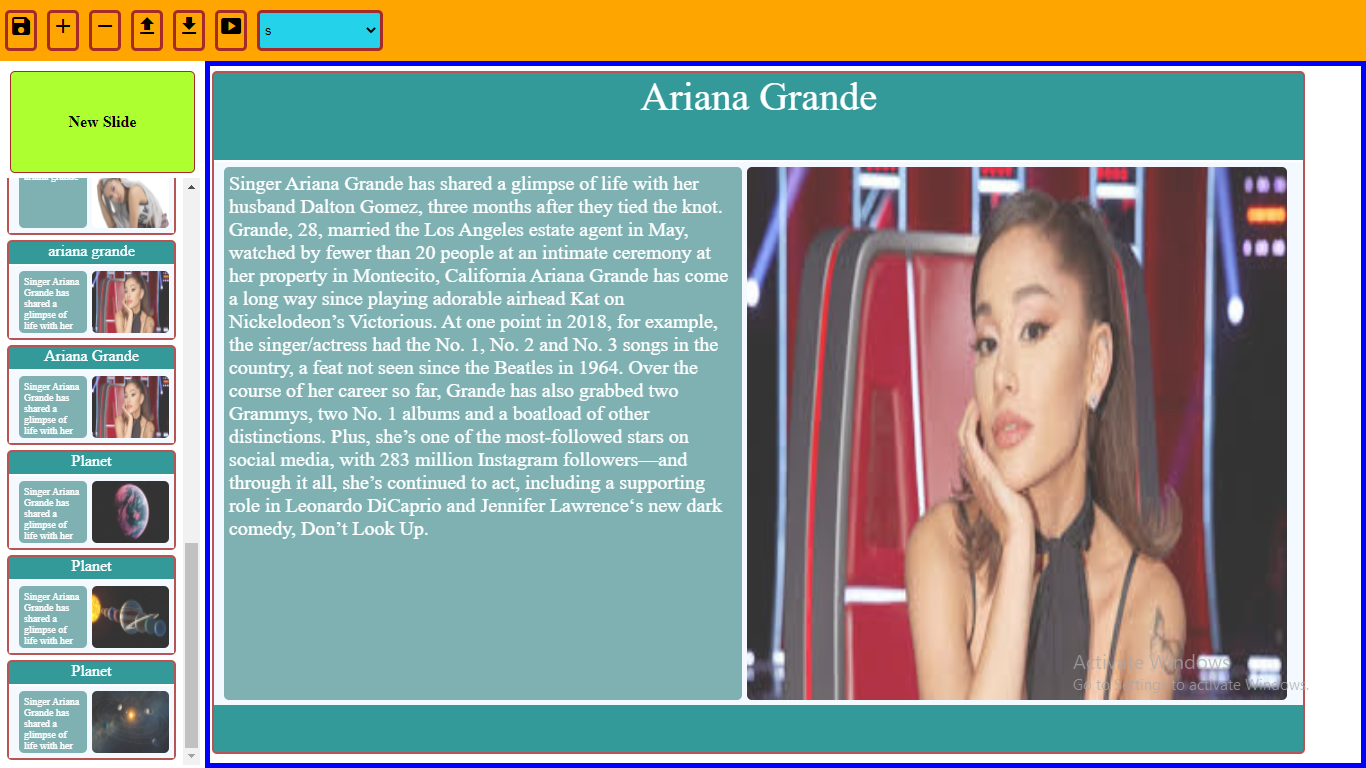 s
New Slide
ariana grande
Singer Ariana
Grande has
shared a
glimpse of
life with her
Ariana Grande
Singer Ariana
Grande has
shared a
glimpse of
life with her
Planet
Singer Ariana
Grande has
shared a
glimpse of
life with her
Planet
Singer Ariana
Grande has
shared a
glimpse of
life with her
Planet
Singer Ariana
Grande has
shared a
glimpse of
life with her
Ariana Grande
Singer Ariana Grande has shared a glimpse of life with her
husband Dalton Gomez, three months after they tied the knot.
Grande, 28, married the Los Angeles estate agent in May,
watched by fewer than 20 people at an intimate ceremony at
her property in Montecito, California Ariana Grande has come
a long way since playing adorable airhead Kat on
Nickelodeon’s Victorious. At one point in 2018, for example,
the singer/actress had the No. 1, No. 2 and No. 3 songs in the
country, a feat not seen since the Beatles in 1964. Over the
course of her career so far, Grande has also grabbed two
Grammys, two No. 1 albums and a boatload of other
distinctions. Plus, she’s one of the most-followed stars on
social media, with 283 million Instagram followers—and
through it all, she’s continued to act, including a supporting
role in Leonardo DiCaprio and Jennifer Lawrence‘s new dark
comedy, Don’t Look Up.
Activate Windows
Go to Settings to activate Windows.